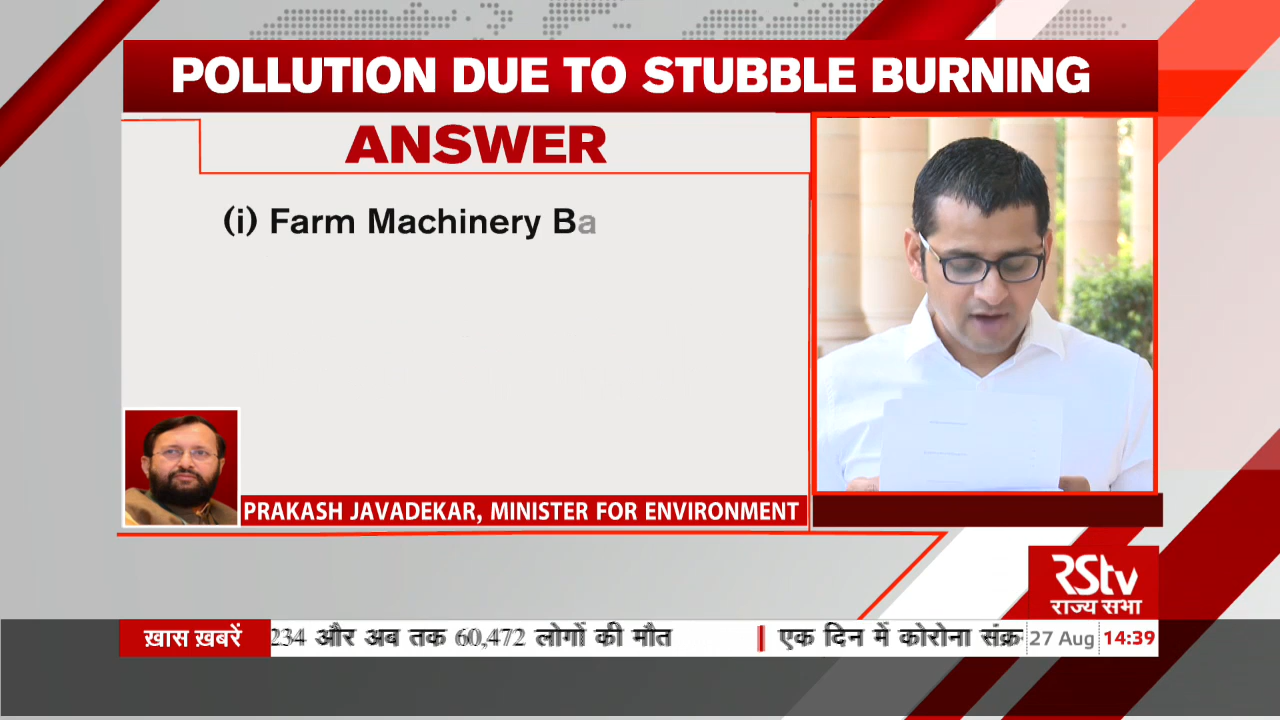 POLLUTION DUE TO STUBBLE BURNING
ANSWER
(i) Farm Machinery Ba
PRAKASH JAVADEKAR, MINISTER FOR ENVIRONMENT
RSTV
राज्य सभा
ख़ास ख़बरें
234 और अब तक 60,472 लोगों की मौत
एक दिन में कोरोना संक्र
27 Aug
14:39